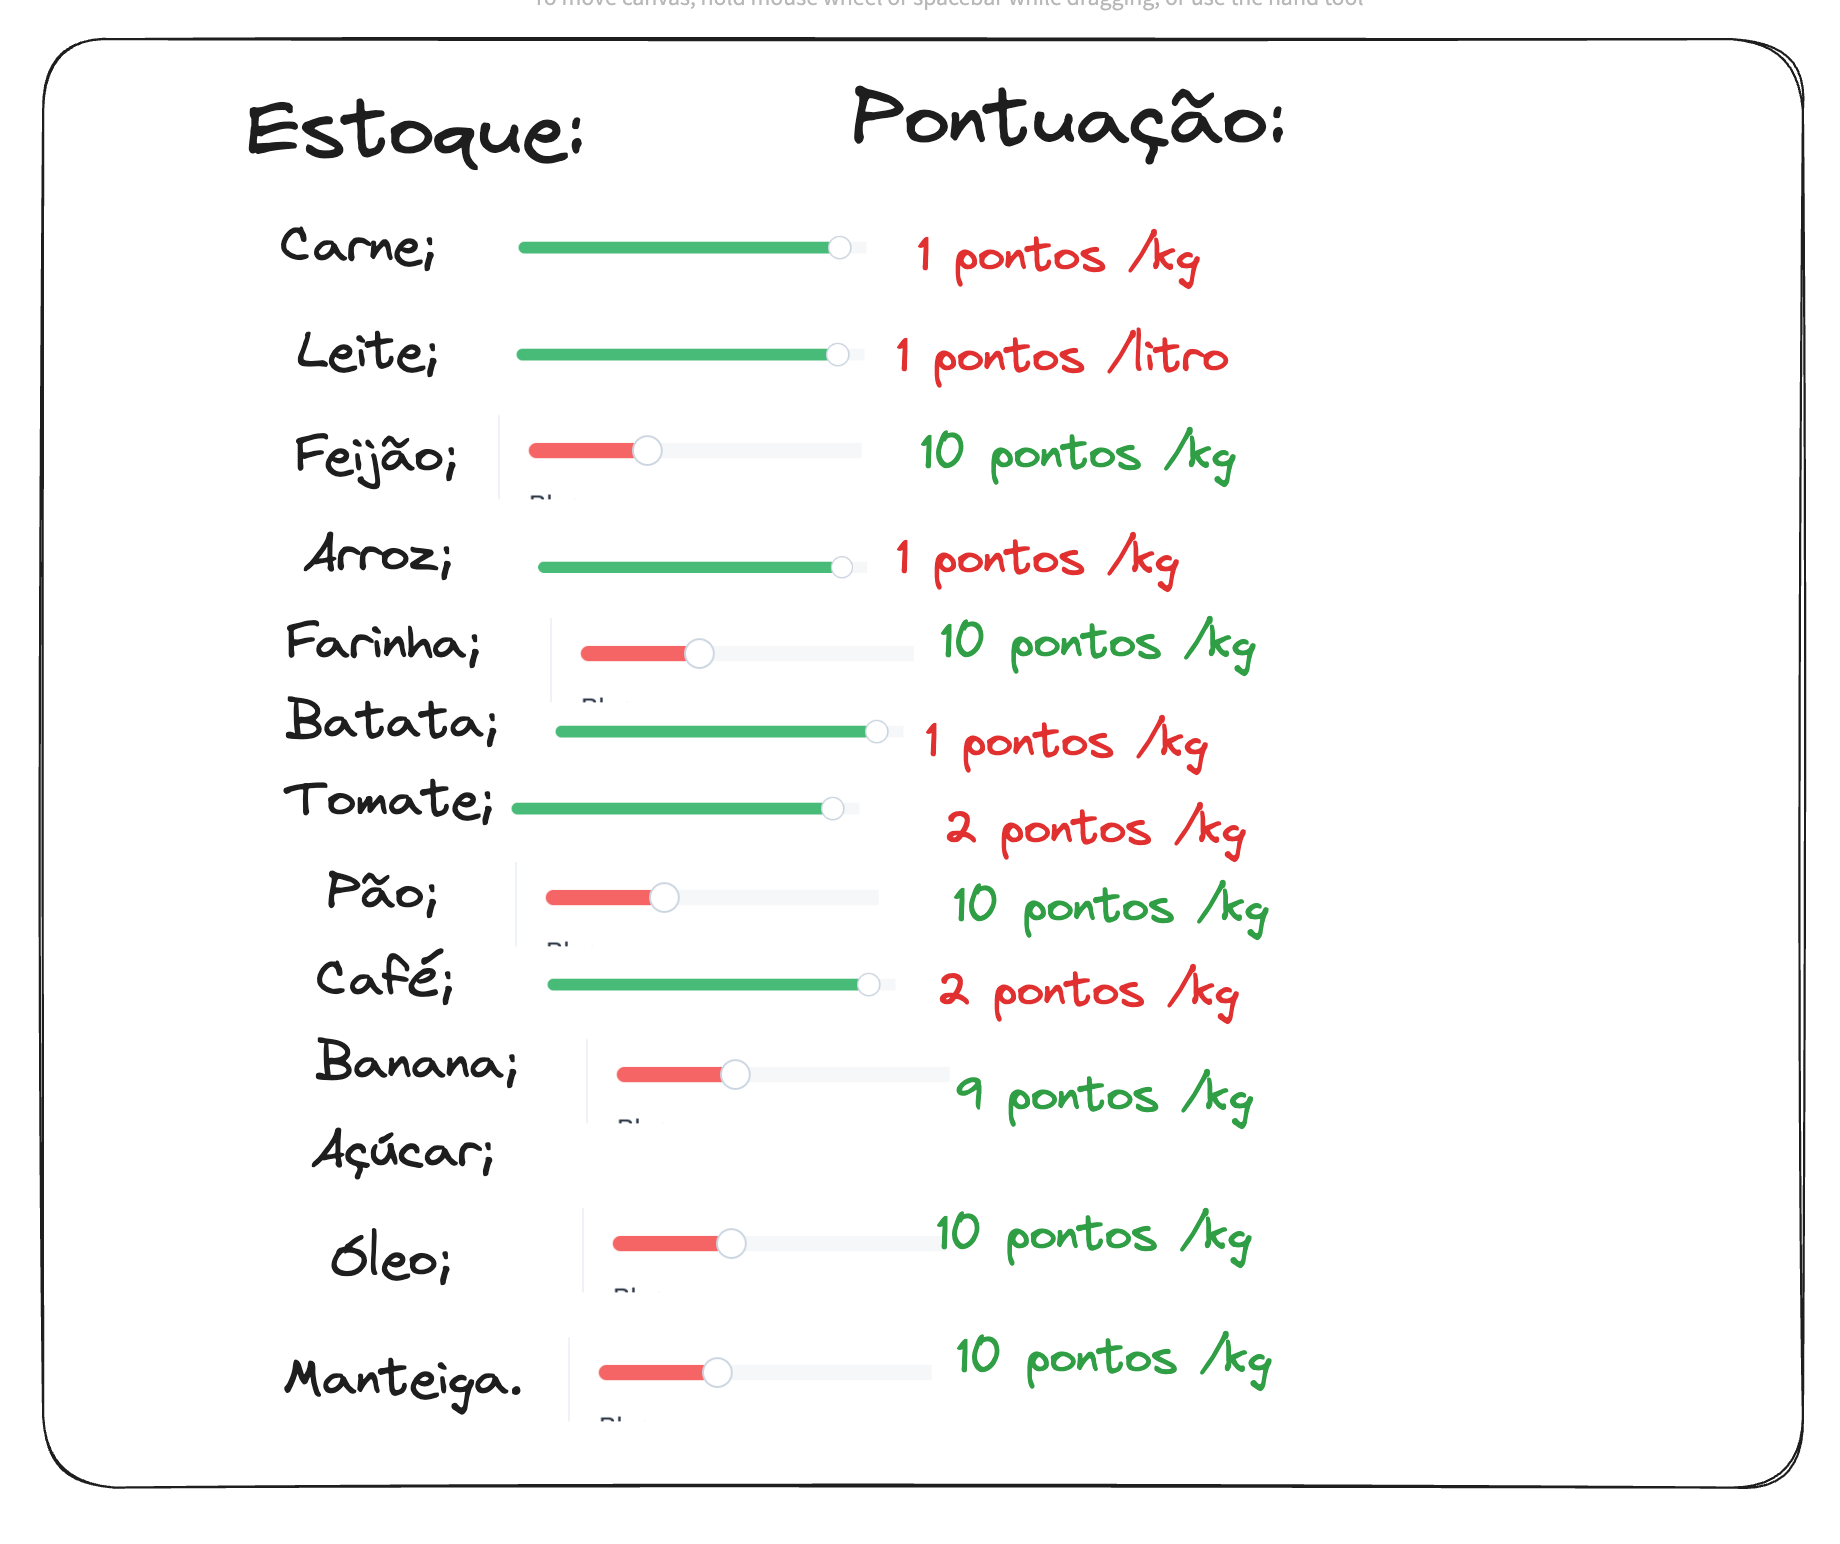 To move canvas, hold mouse wheel or spacebar while dragging, or use the hand tool
Estoque: Pontuação:
Carne; 1 pontos /kg
Leite; 1 pontos /litro
Feijão; 10 pontos /kg
Arroz; 1 pontos /kg
Farinha; 10 pontos /kg
Batata; 1 pontos /kg
Tomate; 2 pontos /kg
Pão; 10 pontos /kg
Café; 2 pontos /kg
Banana; 9 pontos /kg
Açúcar;
Óleo; 10 pontos /kg
Manteiga. 10 pontos /kg